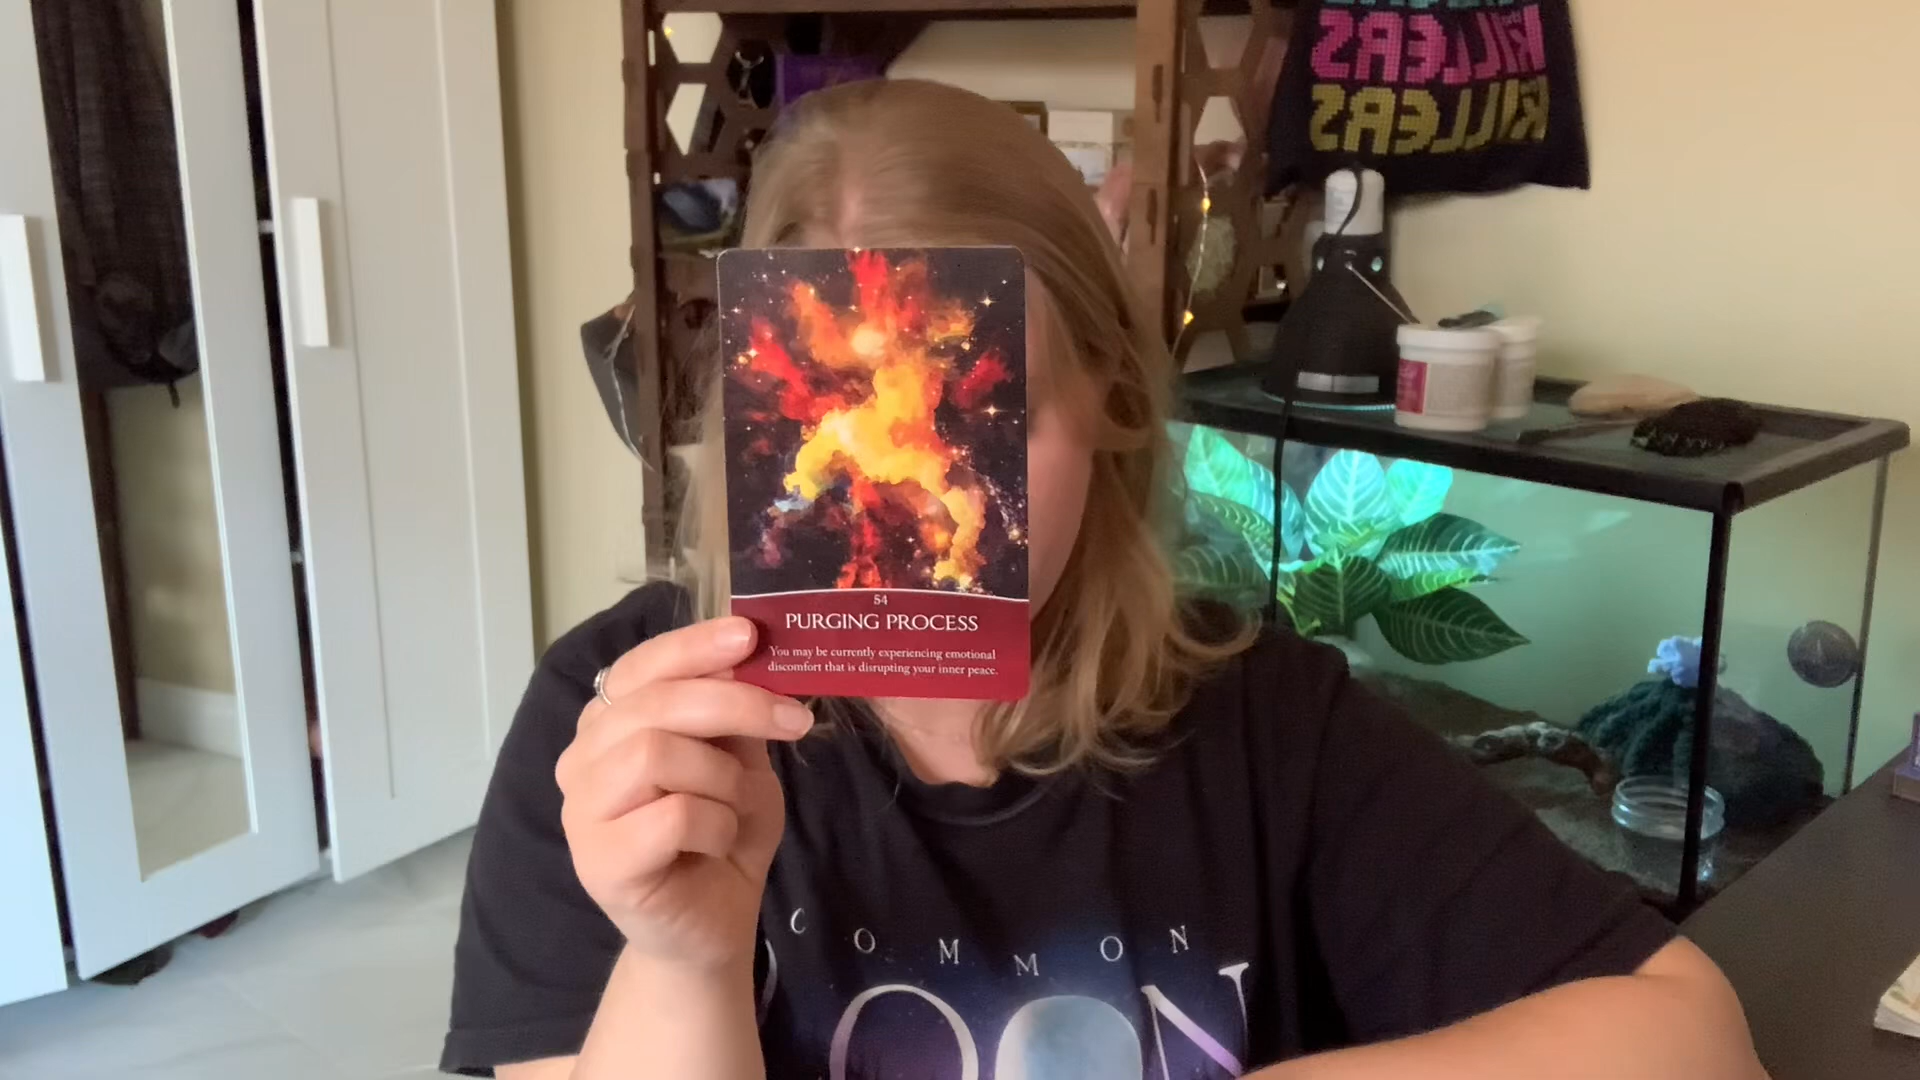 KILLERS
KILLERS
54
PURGING PROCESS
You may be currently experiencing emotional
discomfort that is disrupting your inner peace.
COMMON